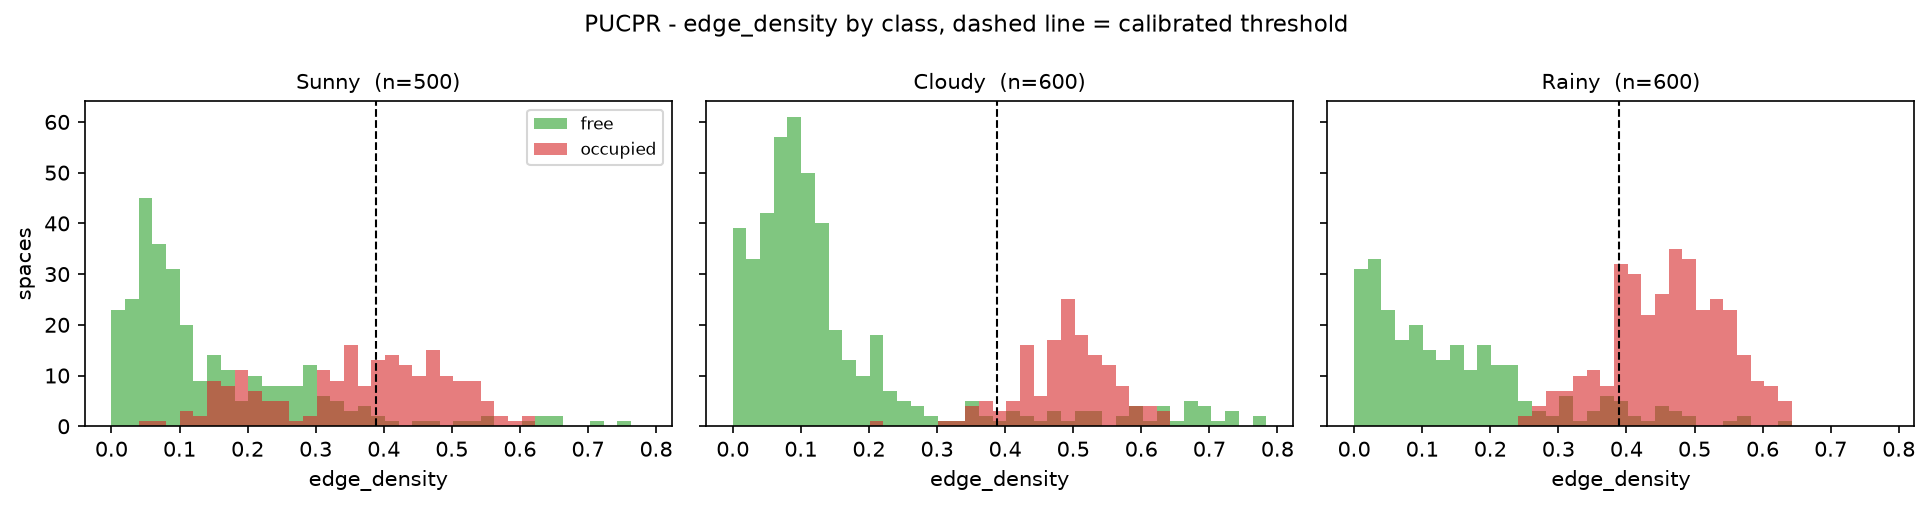 PUCPR - edge_density by class, dashed line = calibrated threshold
Sunny (n=500)
Cloudy (n=600)
Rainy (n=600)
free
occupied
spaces
60
50
40
30
20
10
0
0.0 0.1 0.2 0.3 0.4 0.5 0.6 0.7 0.8
0.0 0.1 0.2 0.3 0.4 0.5 0.6 0.7 0.8
0.0 0.1 0.2 0.3 0.4 0.5 0.6 0.7 0.8
edge_density
edge_density
edge_density